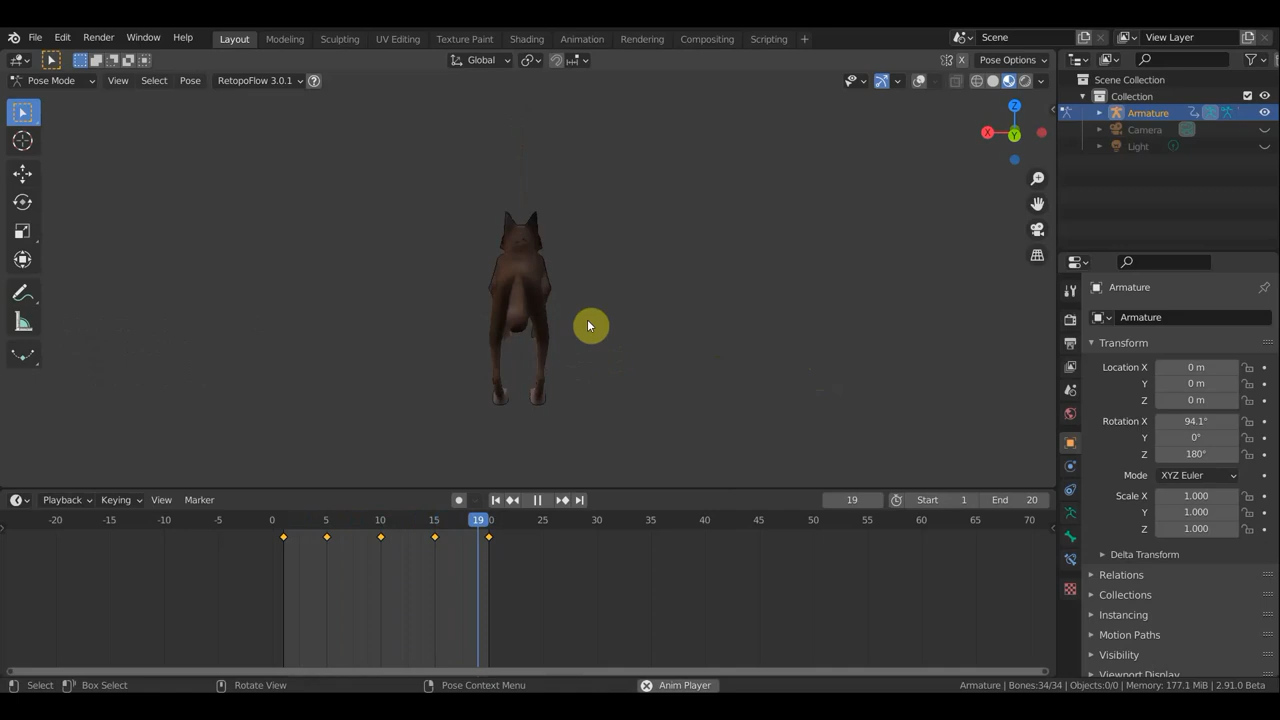 File Edit Render Window Help Layout Modeling Sculpting UV Editing Texture Paint Shading Animation Rendering Compositing Scripting + Scene View Layer
Global X Pose Options
Pose Mode View Select Pose RetopoFlow 3.0.1 ?
Scene Collection
Collection
Armature
Camera
Light
Z
X
Y
Armature
Armature
Transform
Location X 0 m
Y 0 m
Z 0 m
Rotation X 94.1°
Y 0°
Z 180°
Mode XYZ Euler
Scale X 1.000
Y 1.000
Z 1.000
Delta Transform
Relations
Collections
Instancing
Motion Paths
Visibility
Viewport Display
Playback Keying View Marker 19 Start 1 End 20
-20 -15 -10 -5 0 5 10 15 19 20 25 30 35 40 45 50 55 60 65 70
Select Box Select Rotate View Pose Context Menu Anim Player Armature | Bones:34/34 | Objects:0/0 | Memory: 177.1 MiB | 2.91.0 Beta